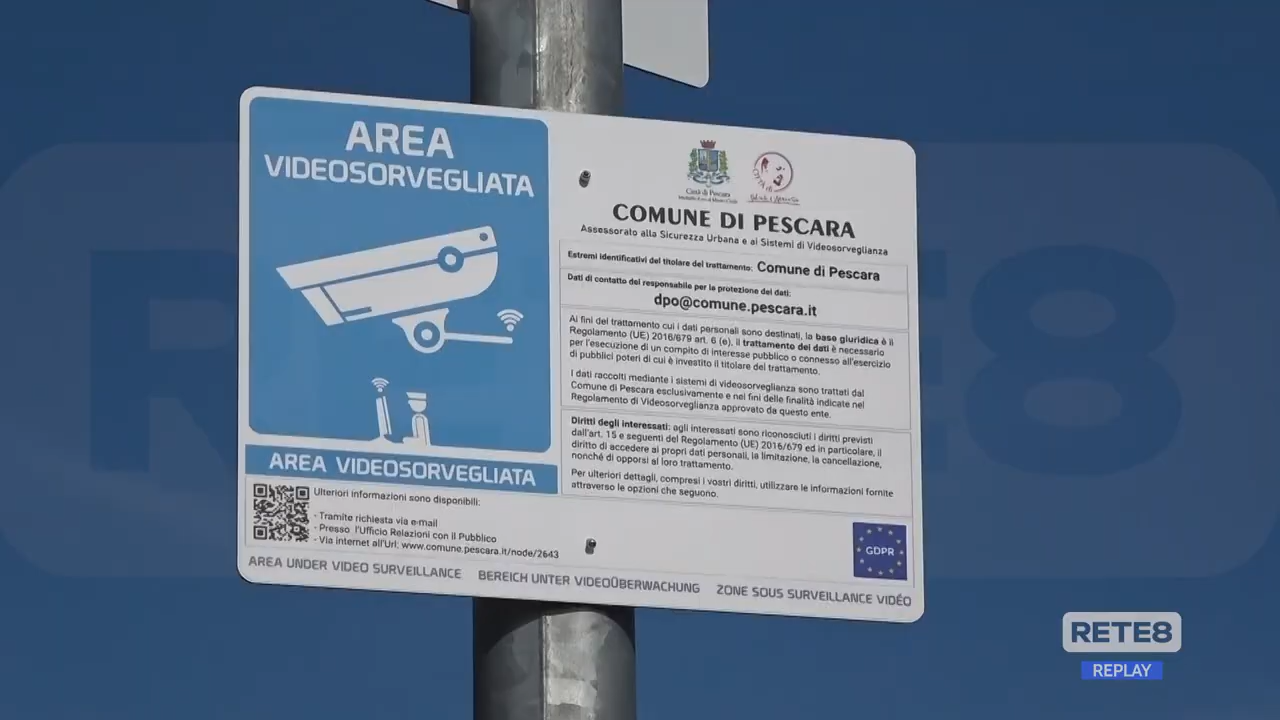 AREA
VIDEOSORVEGLIATA
AREA VIDEOSORVEGLIATA
Ulteriori informazioni sono disponibili:
- Tramite richiesta via e-mail
- Presso l'Ufficio Relazioni con il Pubblico
- Via internet all'Url: www.comune.pescara.it/node/2643
Città di Pescara
COMUNE DI PESCARA
Assessorato alla Sicurezza Urbana e ai Sistemi di Videosorveglianza
Estremi identificativi del titolare del trattamento: Comune di Pescara
Dati di contatto del responsabile per la protezione dei dati:
dpo@comune.pescara.it
Ai fini del trattamento cui i dati personali sono destinati, la base giuridica è il
Regolamento (UE) 2016/679 art. 6 (e), il trattamento dei dati è necessario
per l'esecuzione di un compito di interesse pubblico o connesso all'esercizio
di pubblici poteri di cui è investito il titolare del trattamento.
I dati raccolti mediante i sistemi di videosorveglianza sono trattati dal
Comune di Pescara esclusivamente e nei fini delle finalità indicate nel
Regolamento di Videosorveglianza approvato da questo ente.
Diritti degli interessati: agli interessati sono riconosciuti i diritti previsti
dall'art. 15 e seguenti del Regolamento (UE) 2016/679 ed in particolare, il
diritto di accedere ai propri dati personali, la limitazione, la cancellazione,
nonché di opporsi al loro trattamento.
Per ulteriori dettagli, compresi i vostri diritti, utilizzare le informazioni fornite
attraverso le opzioni che seguono.
GDPR
AREA UNDER VIDEO SURVEILLANCE BEREICH UNTER VIDEOÜBERWACHUNG ZONE SOUS SURVEILLANCE VIDÉO
RETE8
RETE8
REPLAY